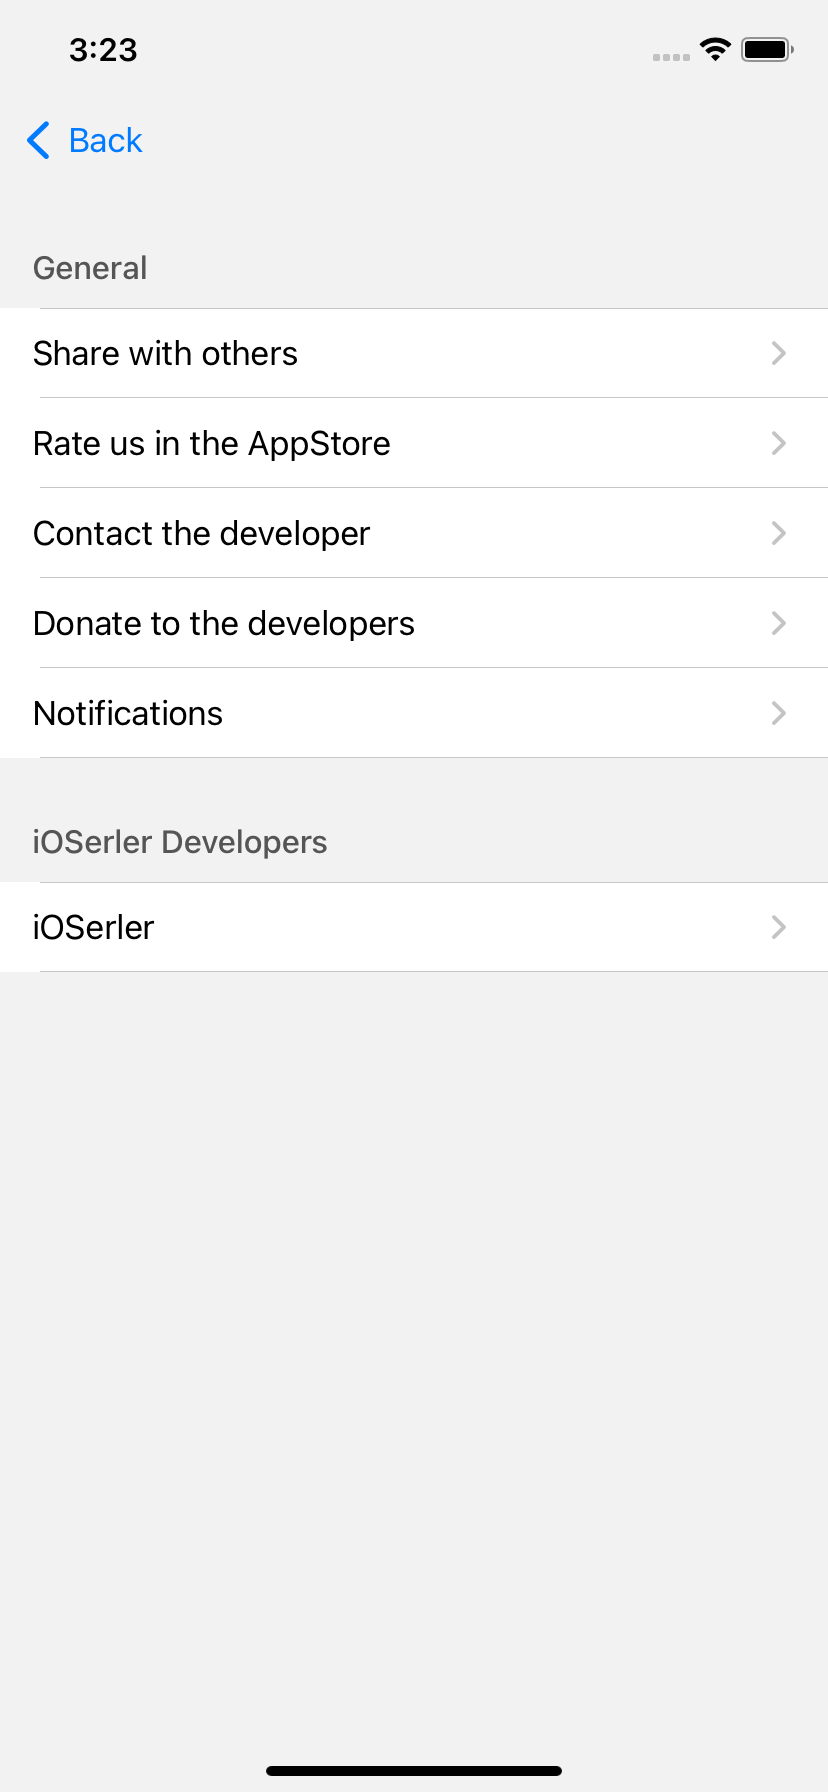 3:23
Back
General
Share with others
Rate us in the AppStore
Contact the developer
Donate to the developers
Notifications
iOSerler Developers
iOSerler